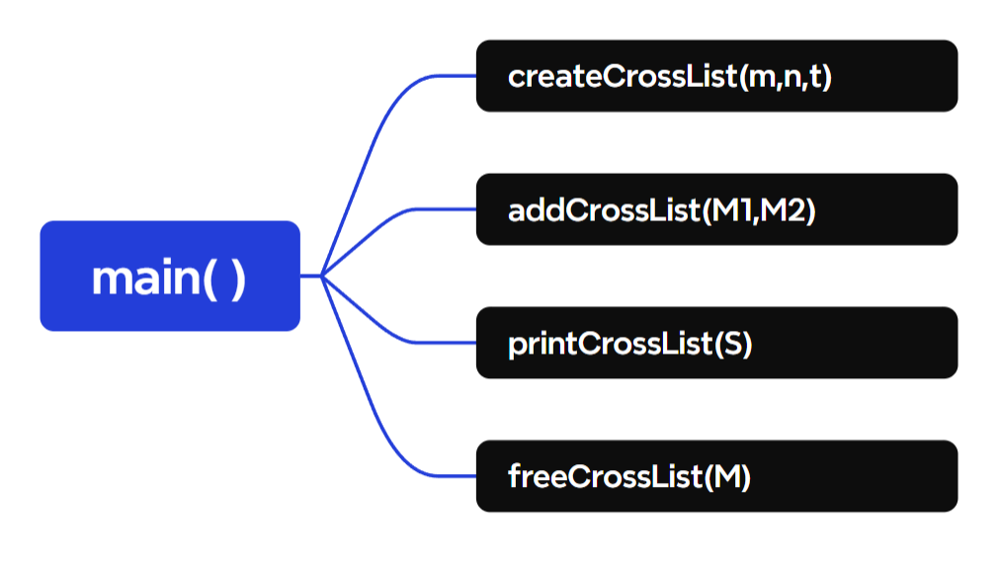 createCrossList(m,n,t)
addCrossList(M1,M2)
main( )
printCrossList(S)
freeCrossList(M)